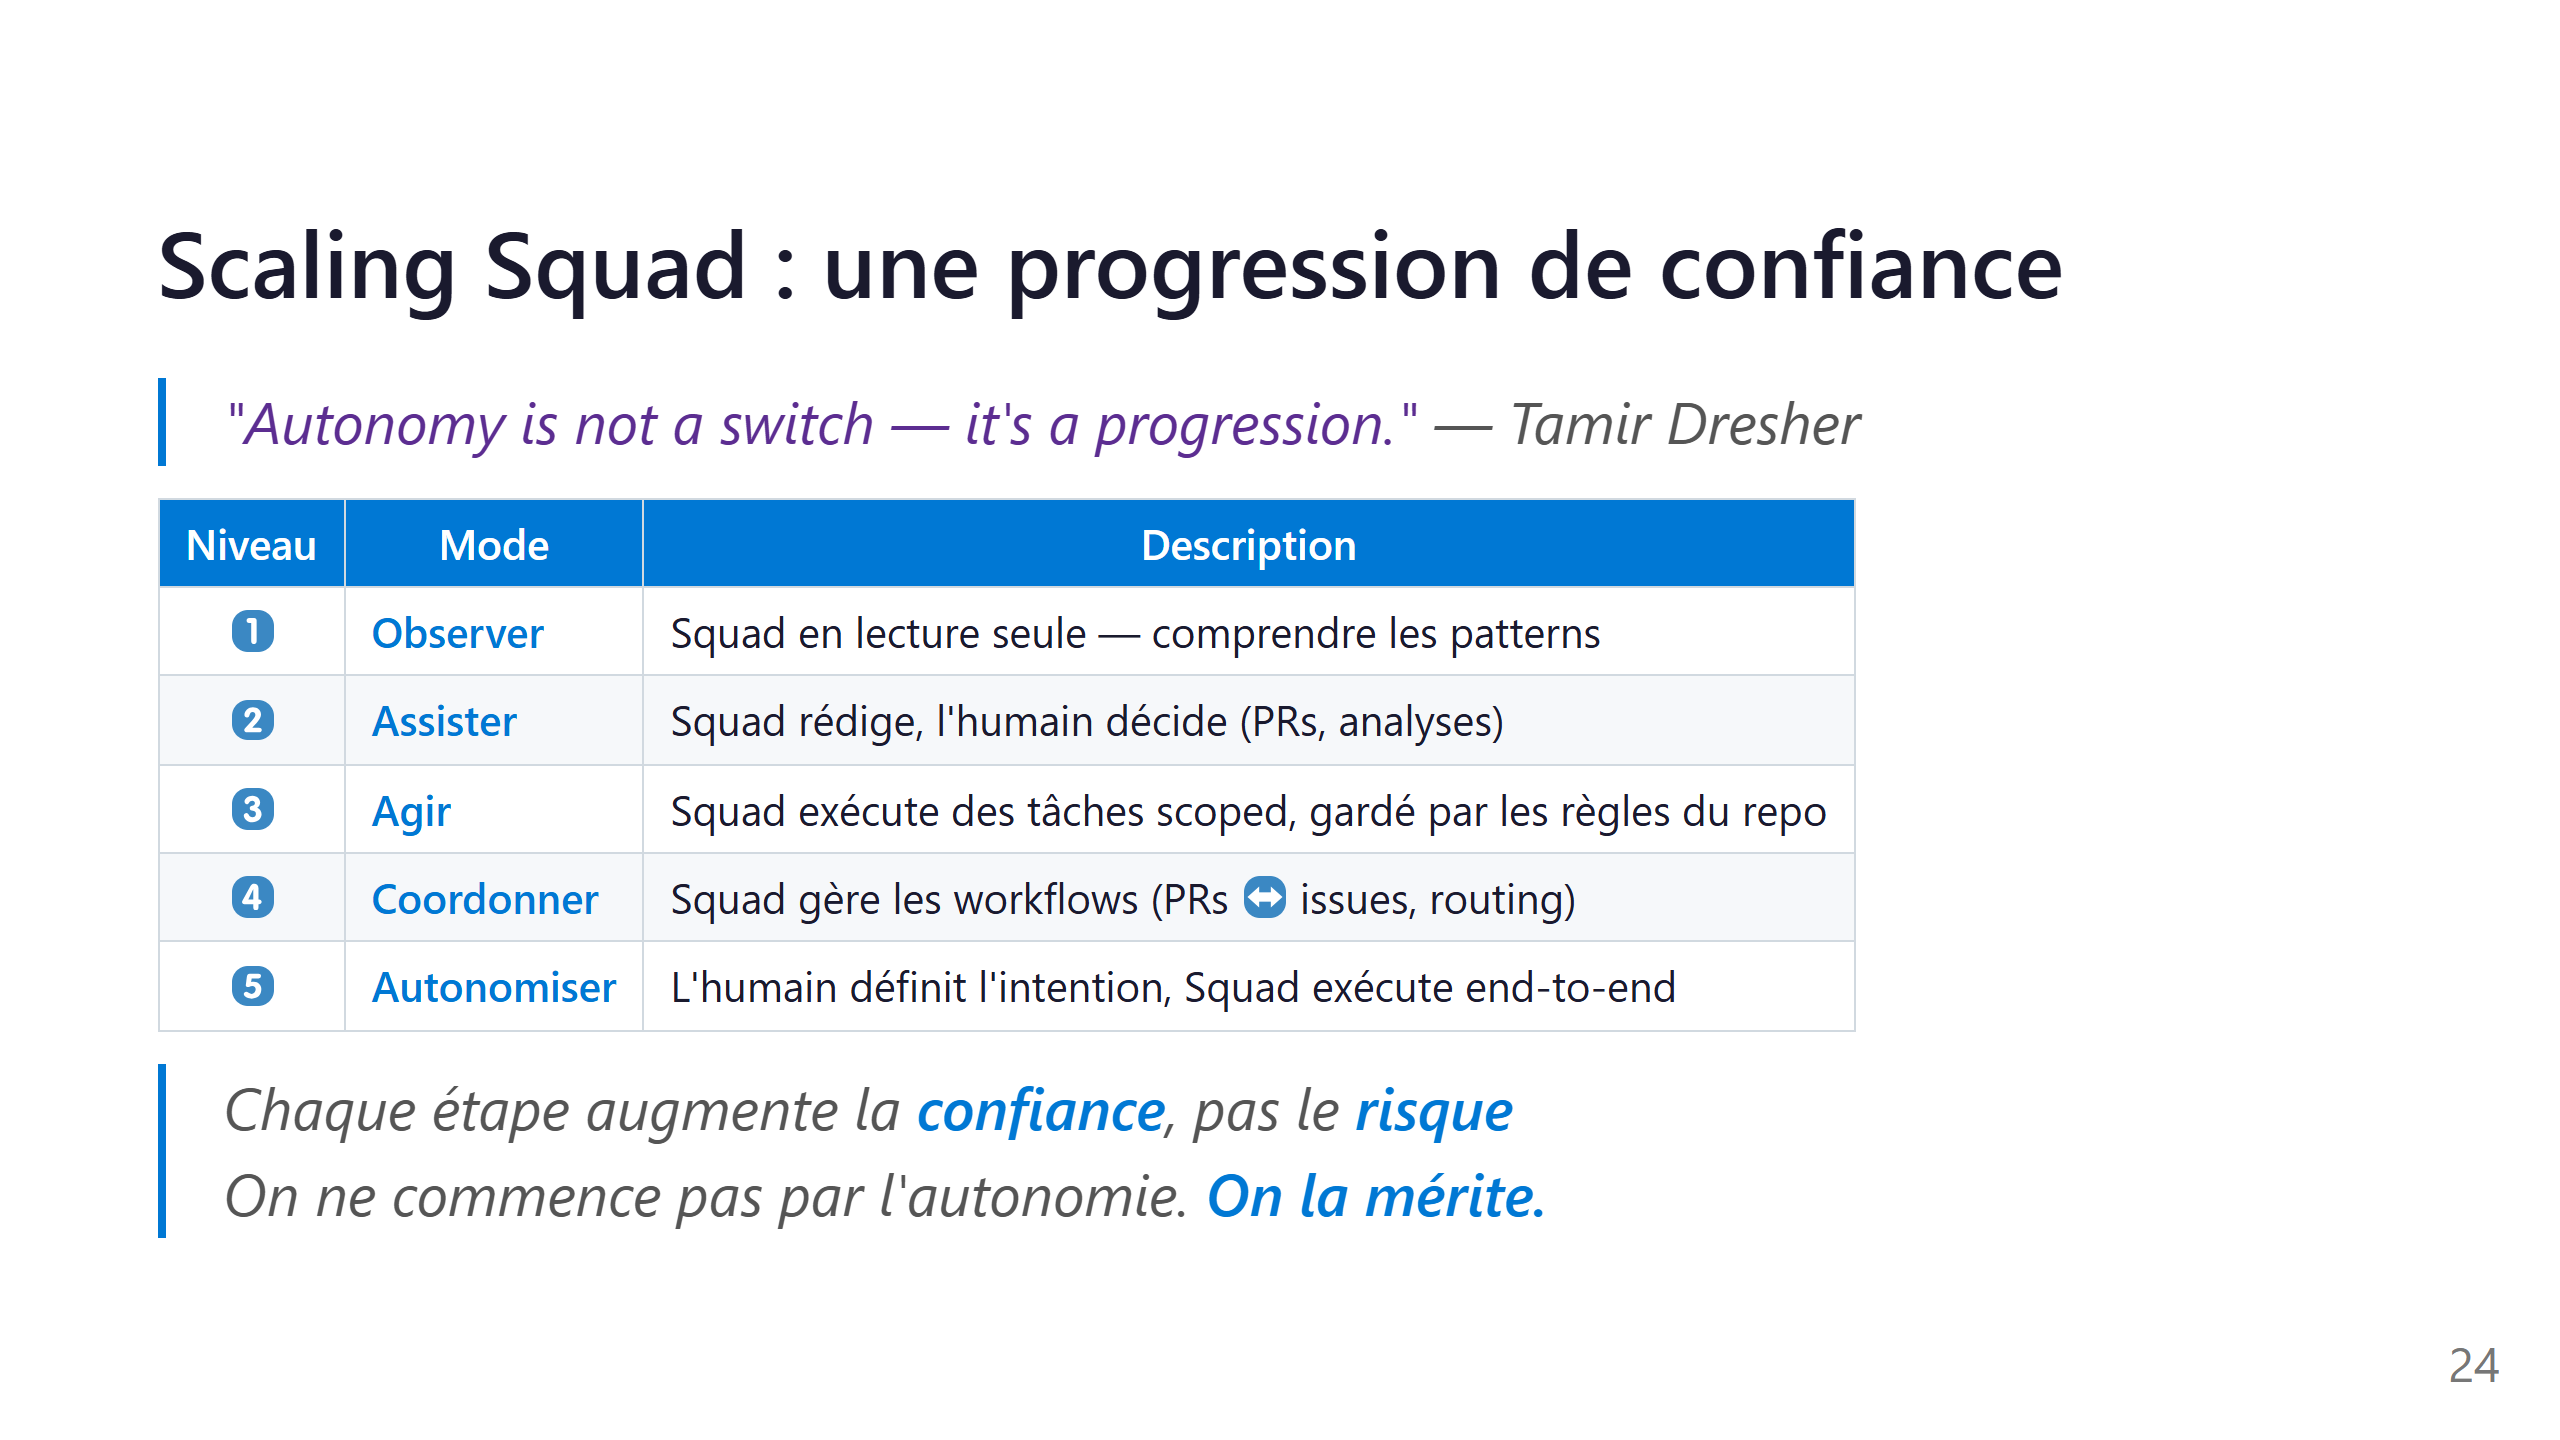 Scaling Squad : une progression de confiance
"Autonomy is not a switch — it's a progression." — Tamir Dresher
Niveau Mode Description
1 Observer Squad en lecture seule — comprendre les patterns
2 Assister Squad rédige, l'humain décide (PRs, analyses)
3 Agir Squad exécute des tâches scoped, gardé par les règles du repo
4 Coordonner Squad gère les workflows (PRs ↔ issues, routing)
5 Autonomiser L'humain définit l'intention, Squad exécute end-to-end
Chaque étape augmente la confiance, pas le risque
On ne commence pas par l'autonomie. On la mérite.
24